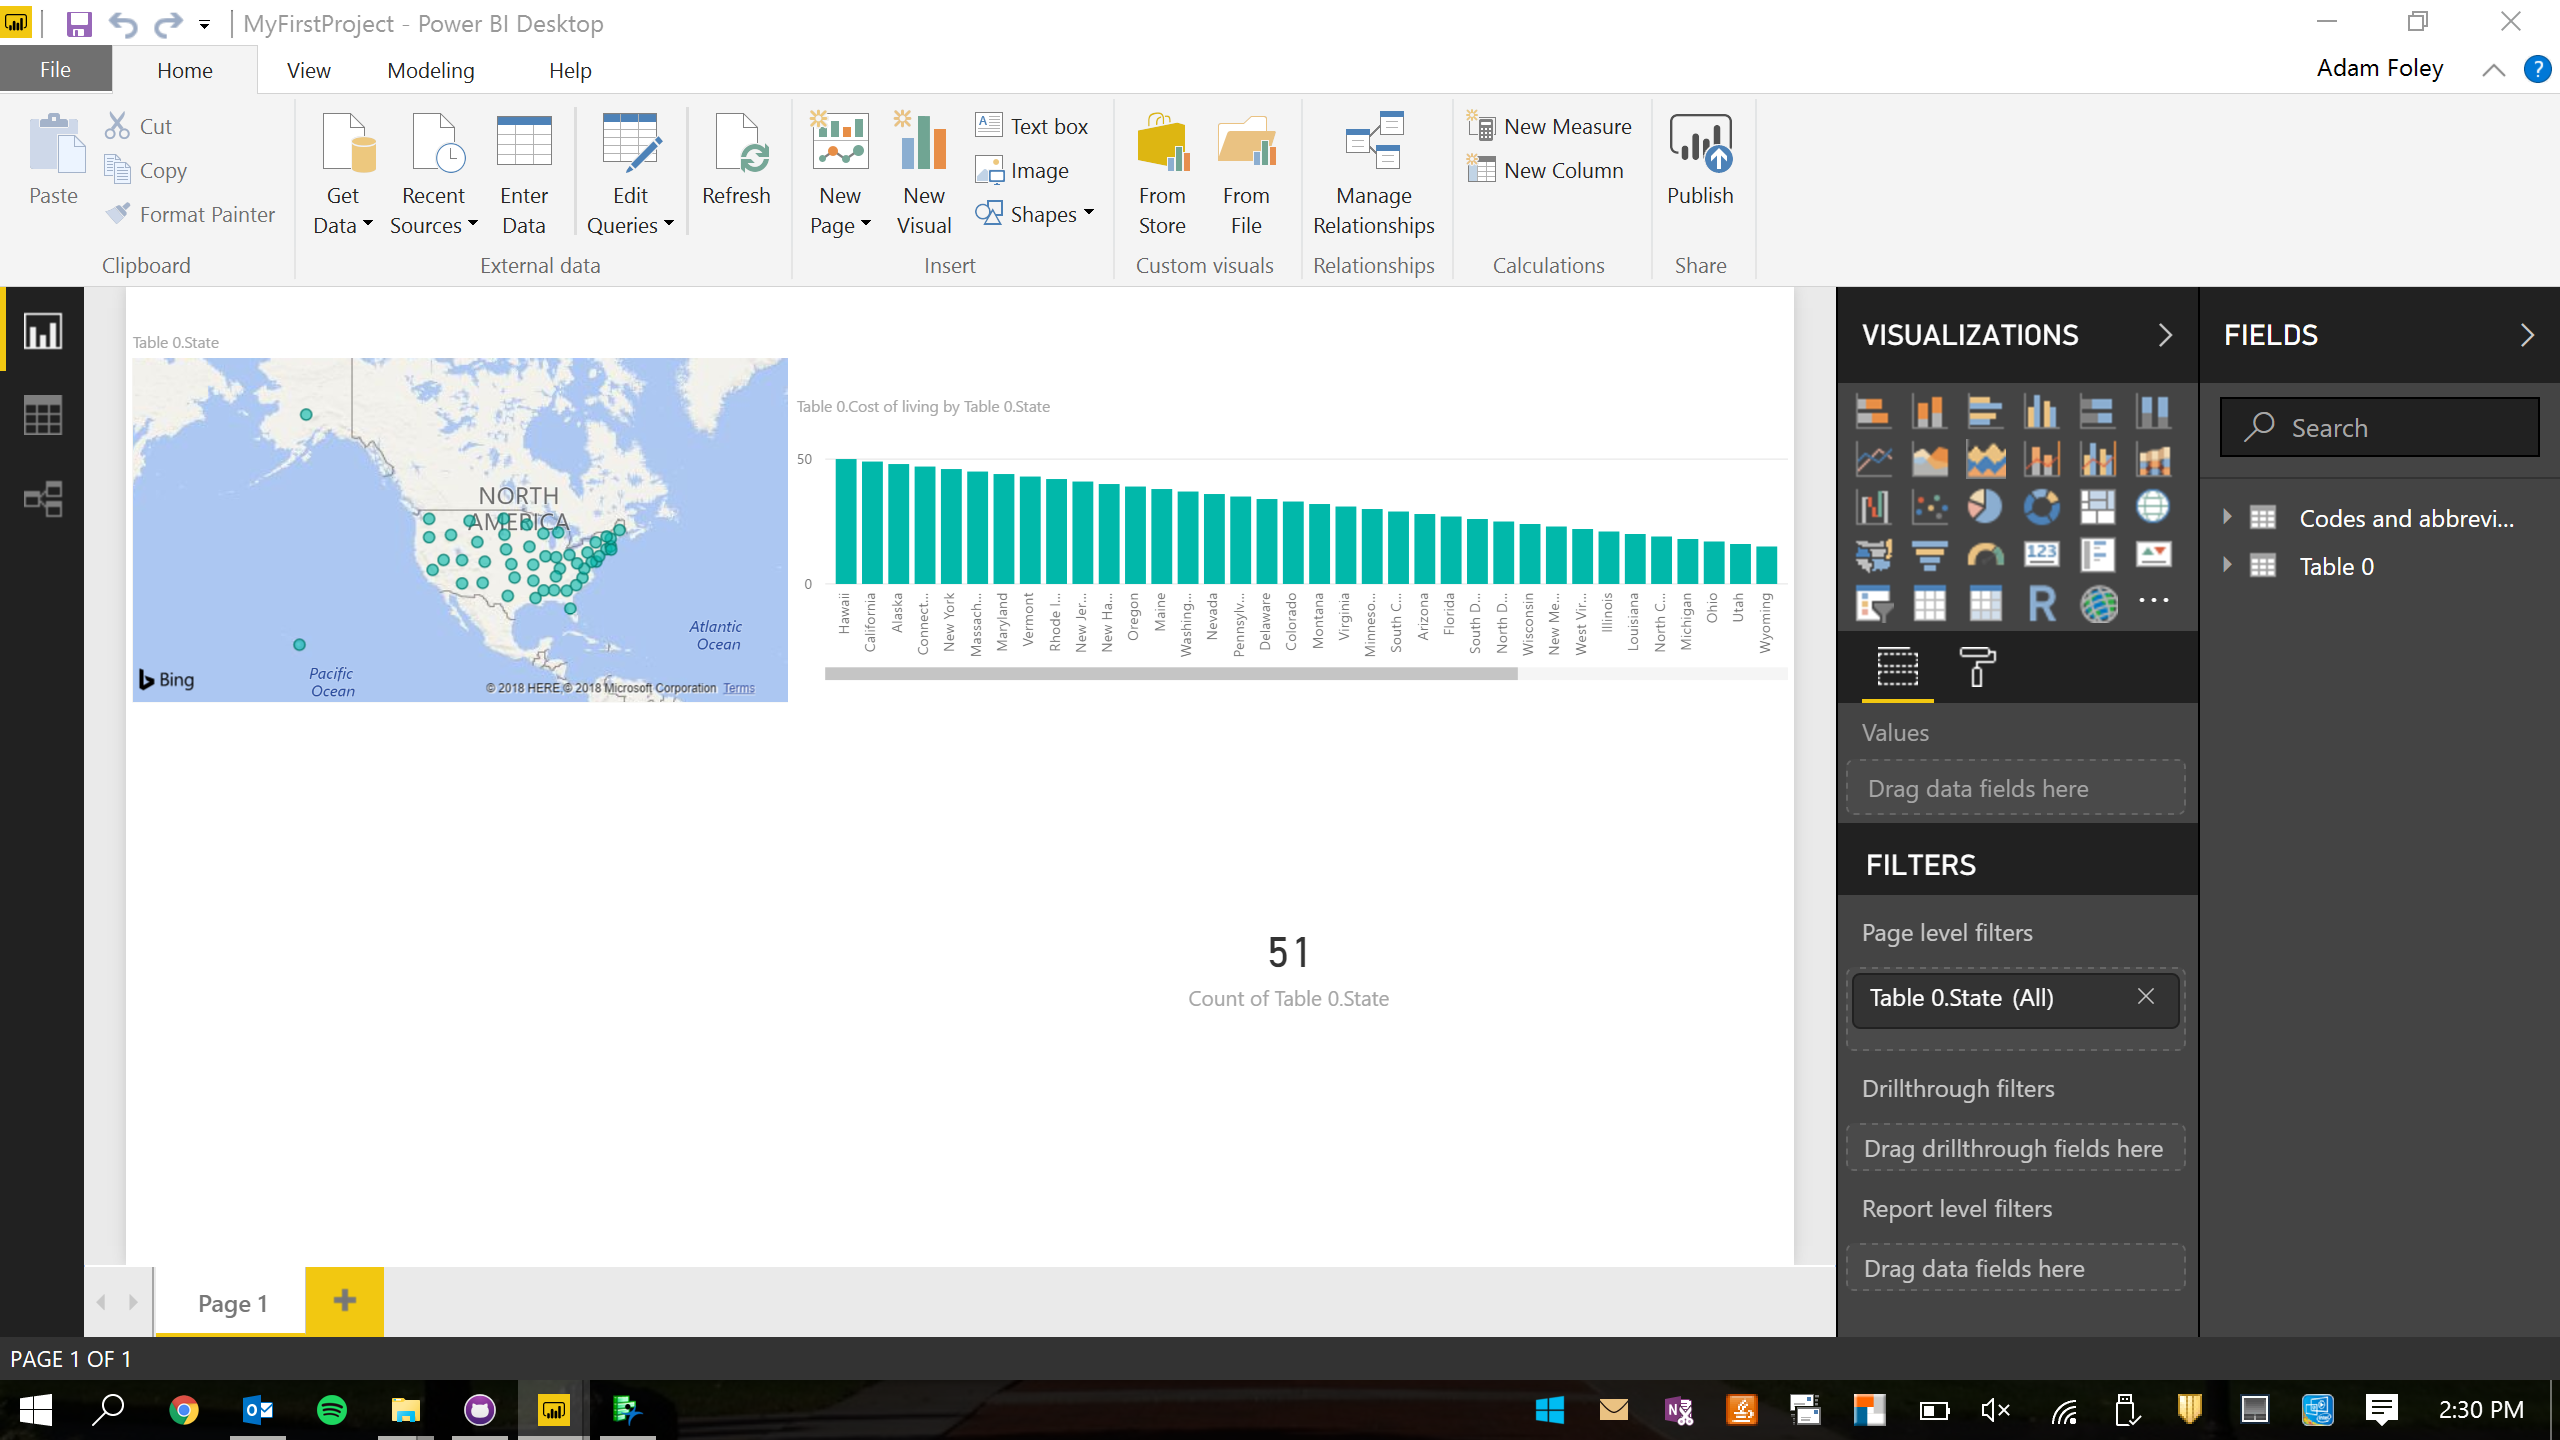 MyFirstProject - Power BI Desktop
File
Home
View
Modeling
Help
Adam Foley
?
Paste
Cut
Copy
Format Painter
Clipboard
Get Data
Recent Sources
Enter Data
Edit Queries
Refresh
External data
New Page
New Visual
Text box
Image
Shapes
Insert
From Store
From File
Custom visuals
Manage Relationships
Relationships
New Measure
New Column
Calculations
Publish
Share
Table 0.State
NORTH
AMERICA
Atlantic
Ocean
Pacific
Ocean
Bing
© 2018 HERE,© 2018 Microsoft Corporation Terms
Table 0.Cost of living by Table 0.State
50
0
Hawaii
California
Alaska
Connect...
New York
Massach...
Maryland
Vermont
Rhode I...
New Jer...
New Ha...
Oregon
Maine
Washing...
Nevada
Pennsylv...
Delaware
Colorado
Montana
Virginia
Minneso...
South C...
Arizona
Florida
South D...
North D...
Wisconsin
New Me...
West Vir...
Illinois
Louisiana
North C...
Michigan
Ohio
Utah
Wyoming
51
Count of Table 0.State
VISUALIZATIONS
123
R
Values
Drag data fields here
FILTERS
Page level filters
Table 0.State (All)
Drillthrough filters
Drag drillthrough fields here
Report level filters
Drag data fields here
FIELDS
Search
Codes and abbrevi...
Table 0
Page 1
PAGE 1 OF 1
2:30 PM